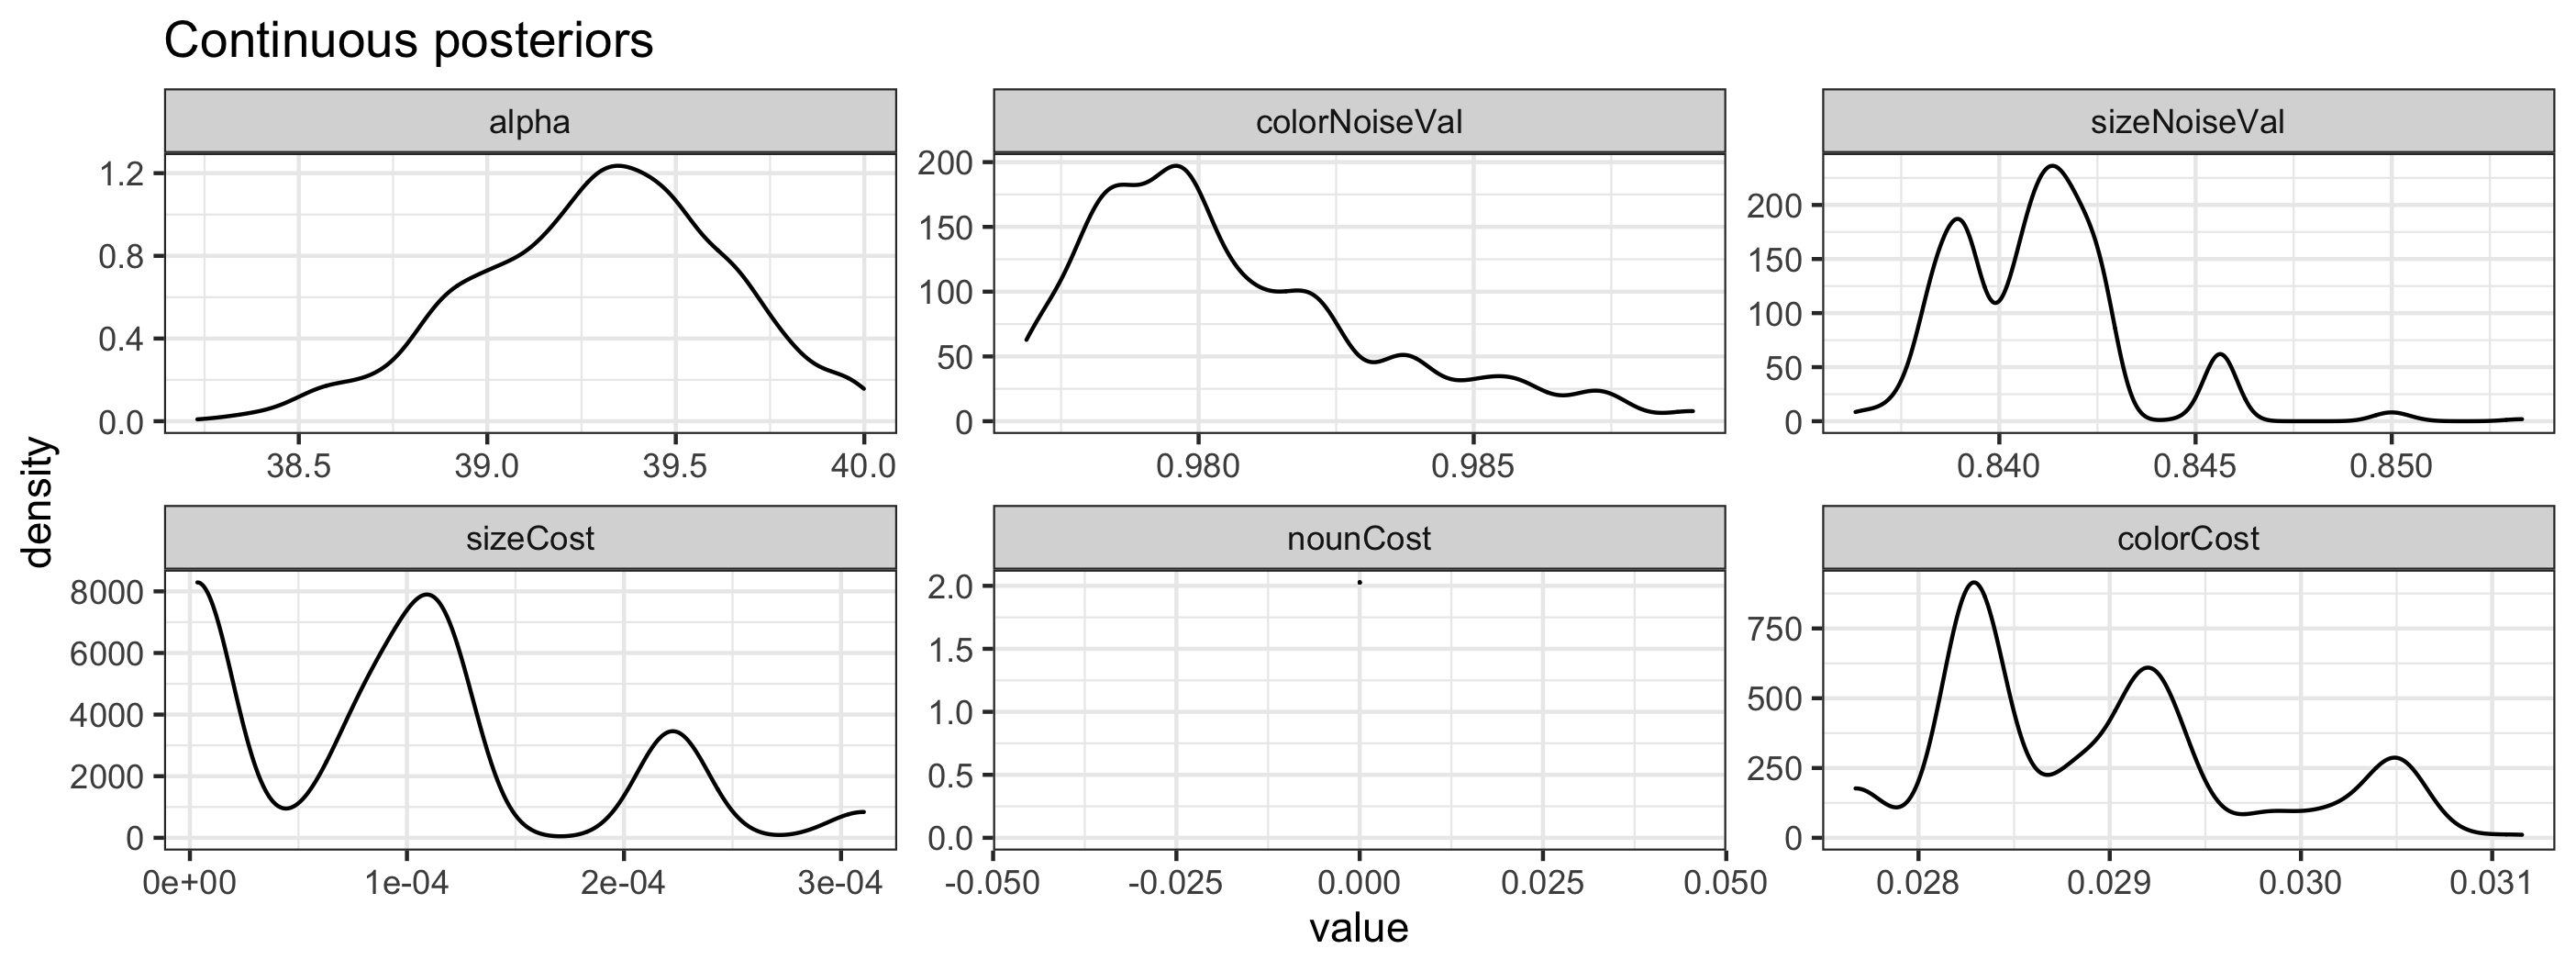 Continuous posteriors
alpha
colorNoiseVal
sizeNoiseVal
1.2
0.8
0.4
0.0
200
150
100
50
0
200
150
100
50
0
38.5 39.0 39.5 40.0
0.980 0.985
0.840 0.845 0.850
density
sizeCost
nounCost
colorCost
8000
6000
4000
2000
0
2.0
1.5
1.0
0.5
0.0
750
500
250
0
0e+00 1e-04 2e-04 3e-04
-0.050 -0.025 0.000 0.025 0.050
0.028 0.029 0.030 0.031
value